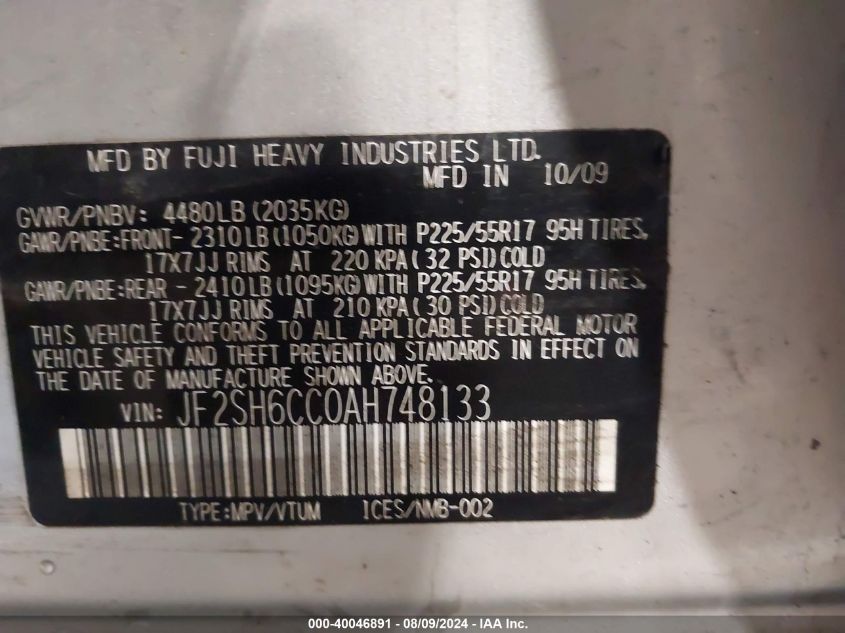 MFD BY FUJI HEAVY INDUSTRIES LTD.
MFD IN 10/09
GVWR/PNBV: 4480LB (2035KG)
GAWR/PNBE:FRONT- 2310LB (1050KG) WITH P225/55R17 95H TIRES,
17X7JJ RIMS AT 220 KPA ( 32 PSI) COLD
GAWR/PNBE:REAR - 2410LB (1095KG) WITH P225/55R17 95H TIRES,
17X7JJ RIMS AT 210 KPA ( 30 PSI) COLD
THIS VEHICLE CONFORMS TO ALL APPLICABLE FEDERAL MOTOR
VEHICLE SAFETY AND THEFT PREVENTION STANDARDS IN EFFECT ON
THE DATE OF MANUFACTURE SHOWN ABOVE.
VIN: JF2SH6CC0AH748133
TYPE:MPV/VTUM ICES/NMB-002
000-40046891 - 08/09/2024 - IAA Inc.